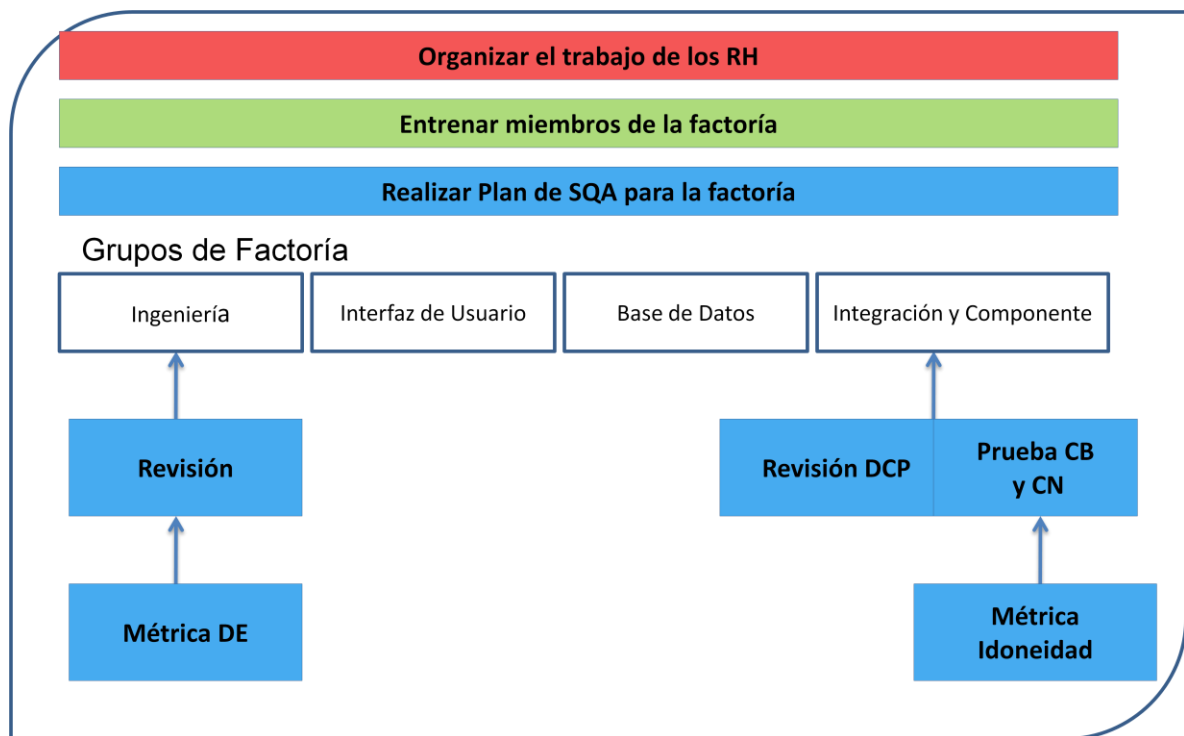 Organizar el trabajo de los RH
Entrenar miembros de la factoría
Realizar Plan de SQA para la factoría
Grupos de Factoría
Ingeniería
Interfaz de Usuario
Base de Datos
Integración y Componente
Revisión
Revisión DCP
Prueba CB
y CN
Métrica DE
Métrica
Idoneidad